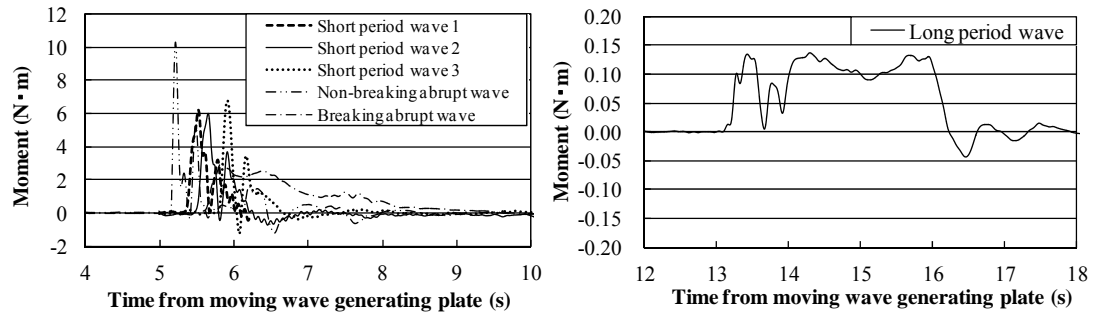 12
10
8
6
4
2
0
-2
Moment (N・m)
Short period wave 1
Short period wave 2
Short period wave 3
Non-breaking abrupt wave
Breaking abrupt wave
4 5 6 7 8 9 10
Time from moving wave generating plate (s)
0.20
0.15
0.10
0.05
0.00
-0.05
-0.10
-0.15
-0.20
Moment (N・m)
Long period wave
12 13 14 15 16 17 18
Time from moving wave generating plate (s)